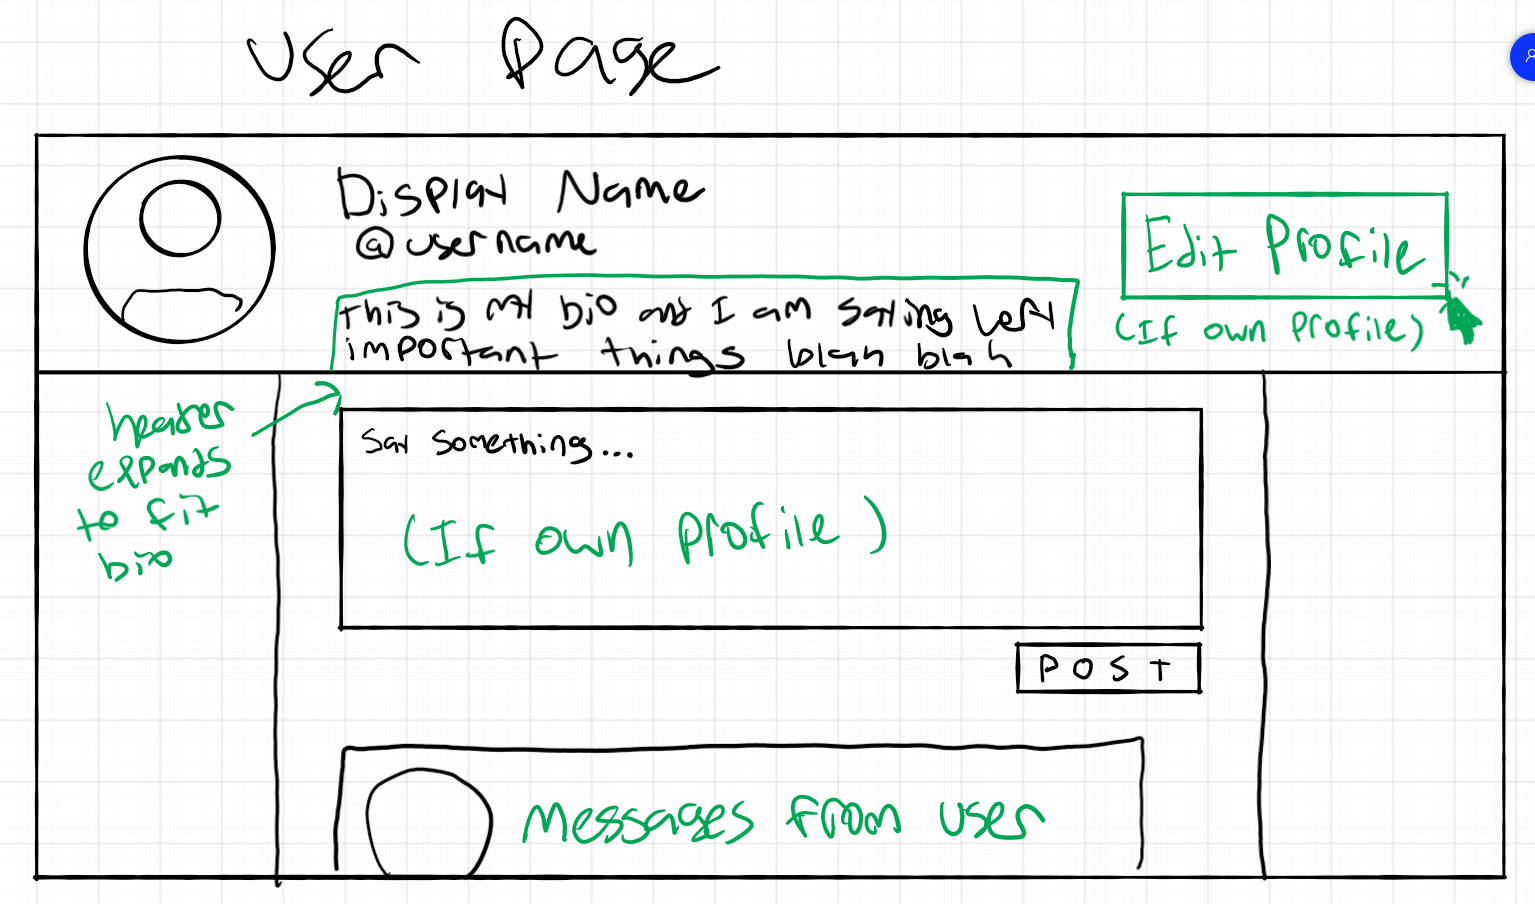 User Page
Display Name
@username
This is my bio and I am saying very
important things blah blah
Edit Profile
(If own profile)
header
expands
to fit
bio
Say something...
(If own profile)
POST
Messages from user